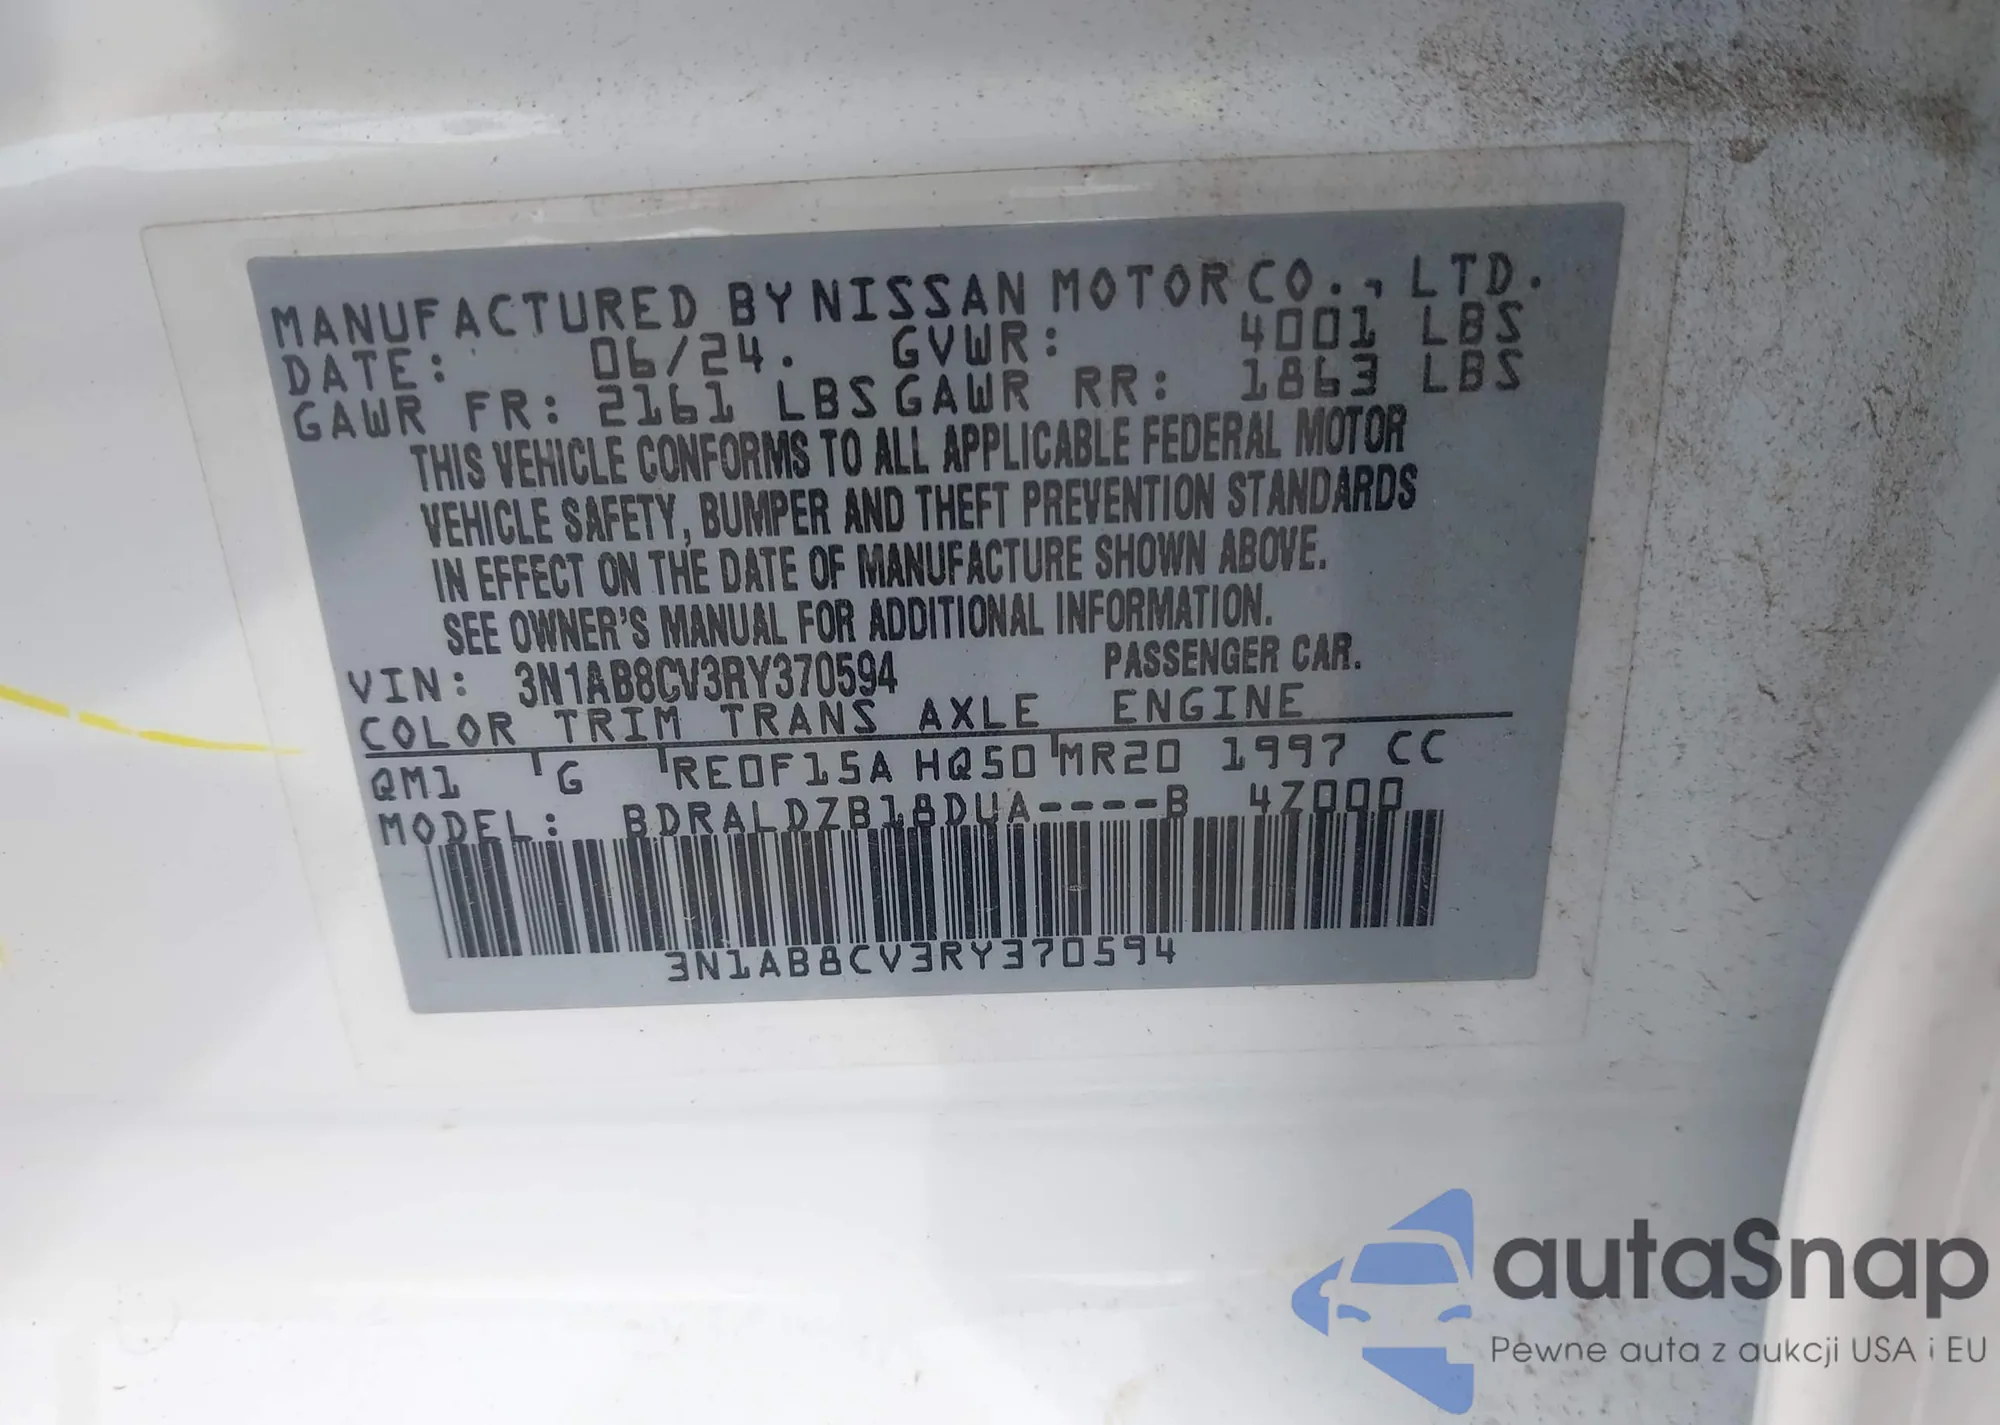 MANUFACTURED BY NISSAN MOTOR CO., LTD.
DATE: 06/24. GVWR: 4001 LBS
GAWR FR: 2161 LBS GAWR RR: 1863 LBS
THIS VEHICLE CONFORMS TO ALL APPLICABLE FEDERAL MOTOR
VEHICLE SAFETY, BUMPER AND THEFT PREVENTION STANDARDS
IN EFFECT ON THE DATE OF MANUFACTURE SHOWN ABOVE.
SEE OWNER'S MANUAL FOR ADDITIONAL INFORMATION.
VIN: 3N1AB8CV3RY370594 PASSENGER CAR.
COLOR TRIM TRANS AXLE ENGINE
QM1 G RE0F15A HQ50 MR20 1997 CC
MODEL: BDRALDZB18DUA----B 4Z000
3N1AB8CV3RY370594
autaSnap
Pewne auta z aukcji USA i EU